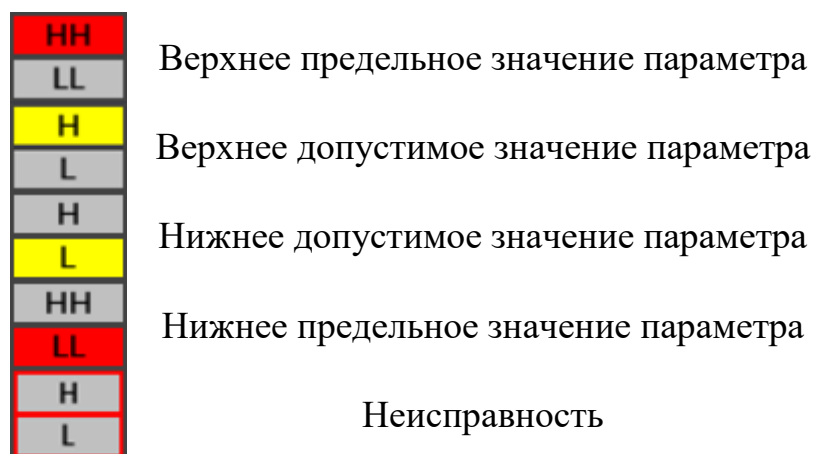 HH
LL
Верхнее предельное значение параметра
H
L
Верхнее допустимое значение параметра
H
L
Нижнее допустимое значение параметра
HH
LL
Нижнее предельное значение параметра
H
L
Неисправность